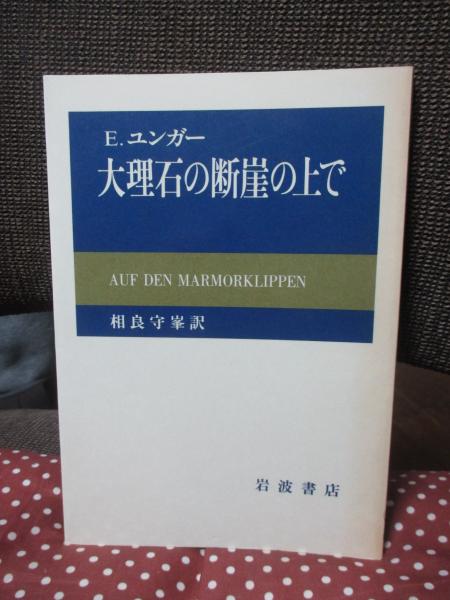 E. ユンガー
大理石の断崖の上で
AUF DEN MARMORKLIPPEN
相良守峯訳
岩波書店